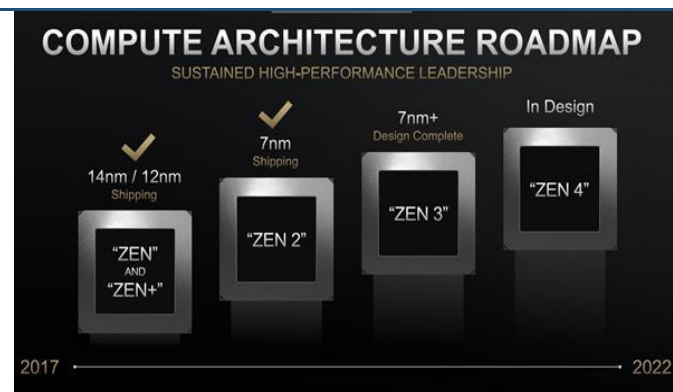 COMPUTE ARCHITECTURE ROADMAP
SUSTAINED HIGH-PERFORMANCE LEADERSHIP
14nm / 12nm
Shipping
"ZEN"
AND
"ZEN+"
7nm
Shipping
"ZEN 2"
7nm+
Design Complete
"ZEN 3"
In Design
"ZEN 4"
2017
2022